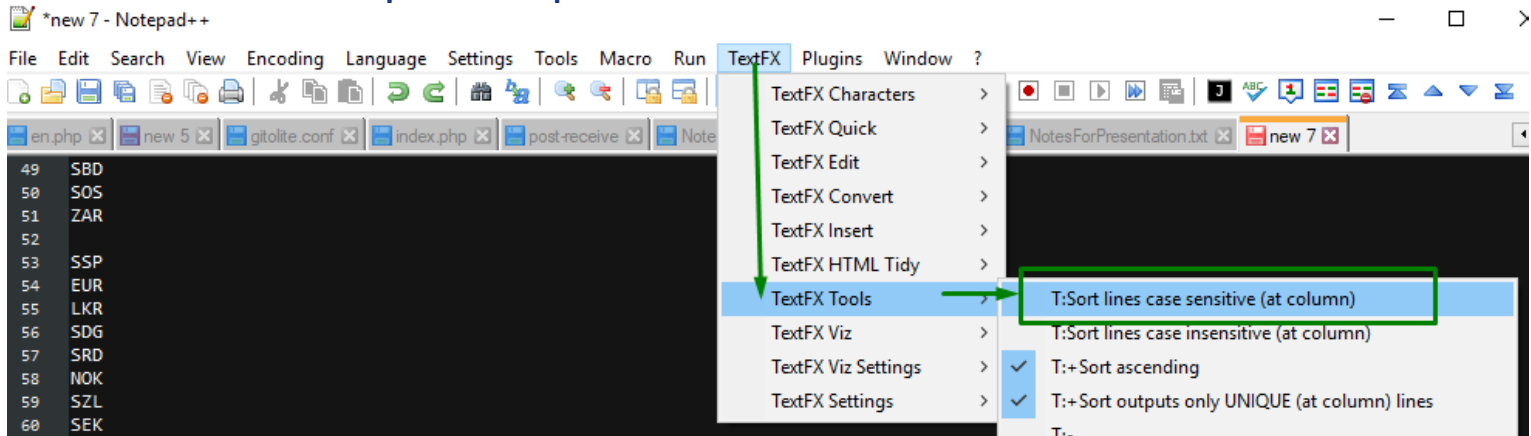 *new 7 - Notepad++
File Edit Search View Encoding Language Settings Tools Macro Run TextFX Plugins Window ?
en.php new 5 gitolite.conf index.php post-receive Note NotesForPresentation.txt new 7
49 SBD
50 SOS
51 ZAR
52
53 SSP
54 EUR
55 LKR
56 SDG
57 SRD
58 NOK
59 SZL
60 SEK
TextFX Characters
TextFX Quick
TextFX Edit
TextFX Convert
TextFX Insert
TextFX HTML Tidy
TextFX Tools
TextFX Viz
TextFX Viz Settings
TextFX Settings
T:Sort lines case sensitive (at column)
T:Sort lines case insensitive (at column)
T:+Sort ascending
T:+Sort outputs only UNIQUE (at column) lines